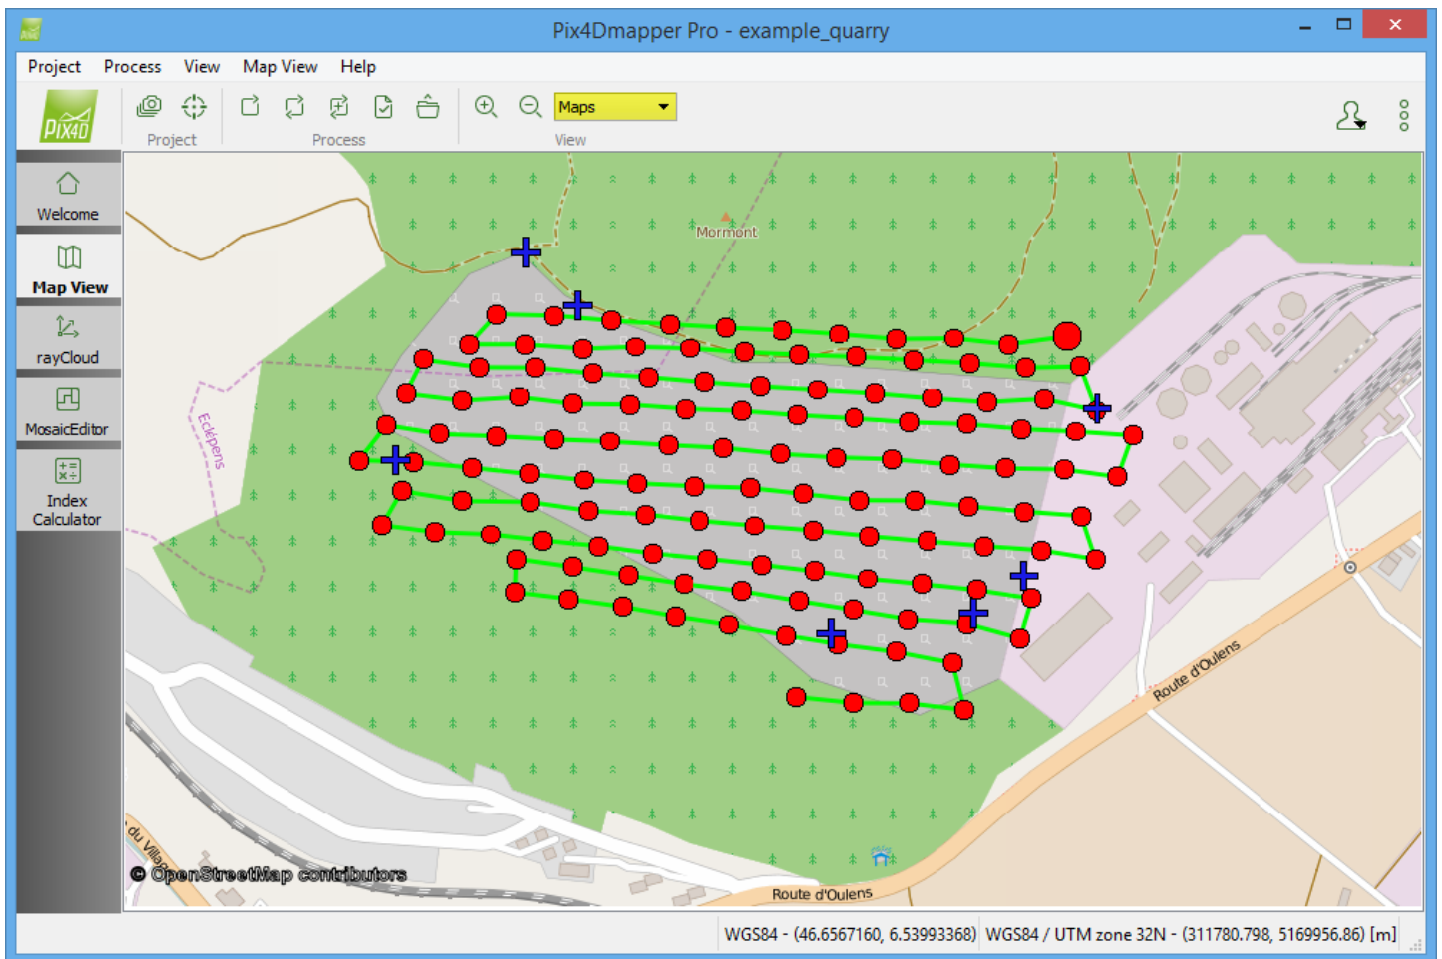 Pix4Dmapper Pro - example_quarry
Project Process View Map View Help
PIX4D
Maps
Project
Process
View
Welcome
Map View
rayCloud
MosaicEditor
Index
Calculator
Mormont
Eclépens
Route d'Oulens
du Village
© OpenStreetMap contributors
Route d'Oulens
WGS84 - (46.6567160, 6.53993368) WGS84 / UTM zone 32N - (311780.798, 5169956.86) [m]